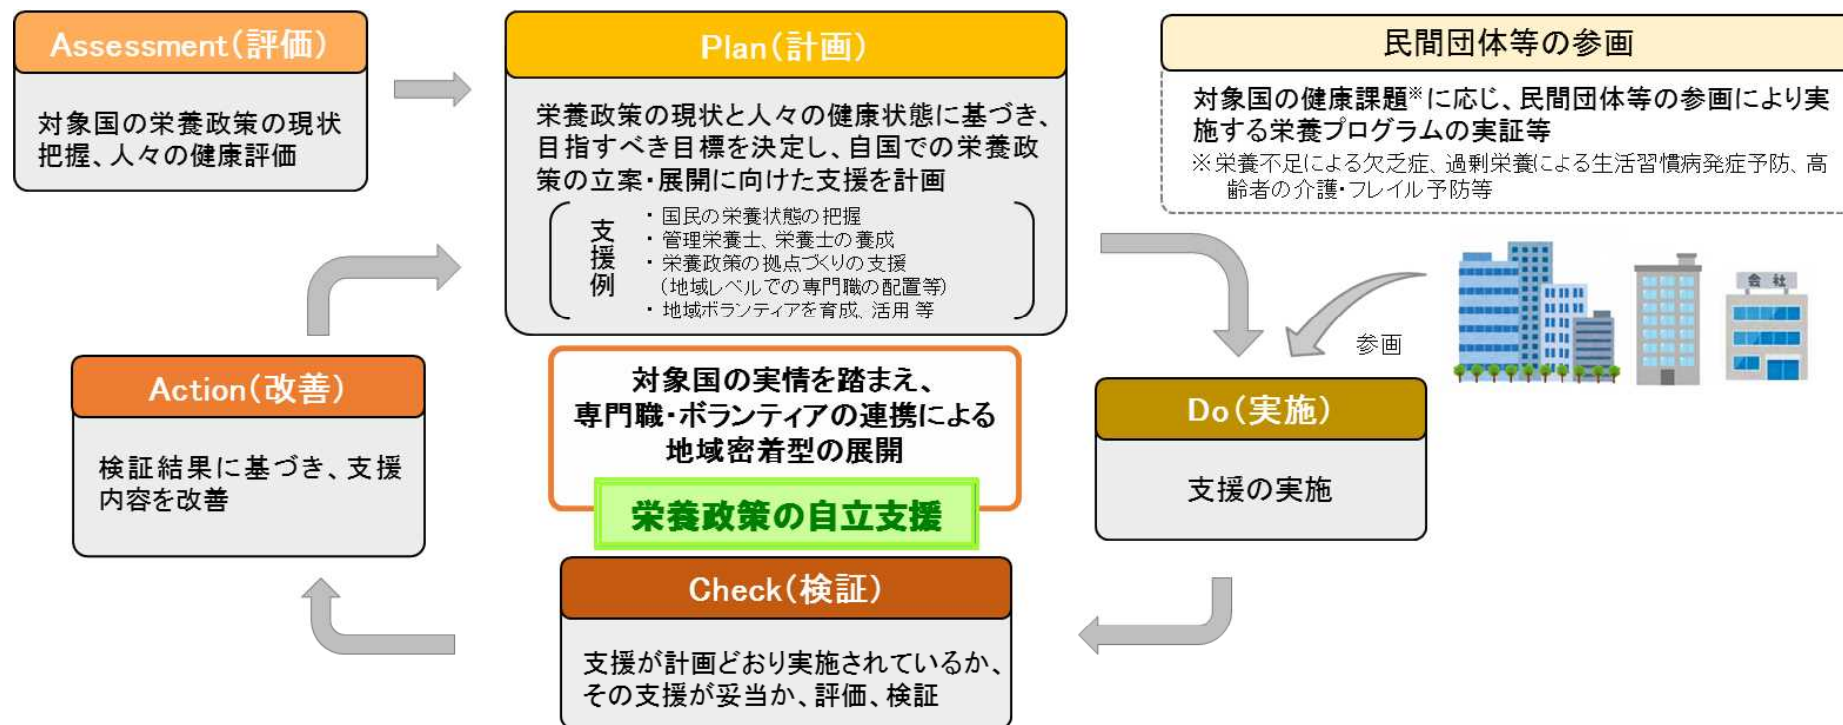 Assessment(評価)
対象国の栄養政策の現状
把握、人々の健康評価
Plan(計画)
栄養政策の現状と人々の健康状態に基づき、
目指すべき目標を決定し、自国での栄養政
策の立案・展開に向けた支援を計画
支援例
・国民の栄養状態の把握
・管理栄養士、栄養士の養成
・栄養政策の拠点づくりの支援
(地域レベルでの専門職の配置等)
・地域ボランティアを育成、活用 等
民間団体等の参画
対象国の健康課題※に応じ、民間団体等の参画により実
施する栄養プログラムの実証等
※栄養不足による欠乏症、過剰栄養による生活習慣病発症予防、高
齢者の介護・フレイル予防等
会社
参画
Do(実施)
支援の実施
Check(検証)
支援が計画どおり実施されているか、
その支援が妥当か、評価、検証
Action(改善)
検証結果に基づき、支援
内容を改善
対象国の実情を踏まえ、
専門職・ボランティアの連携による
地域密着型の展開
栄養政策の自立支援